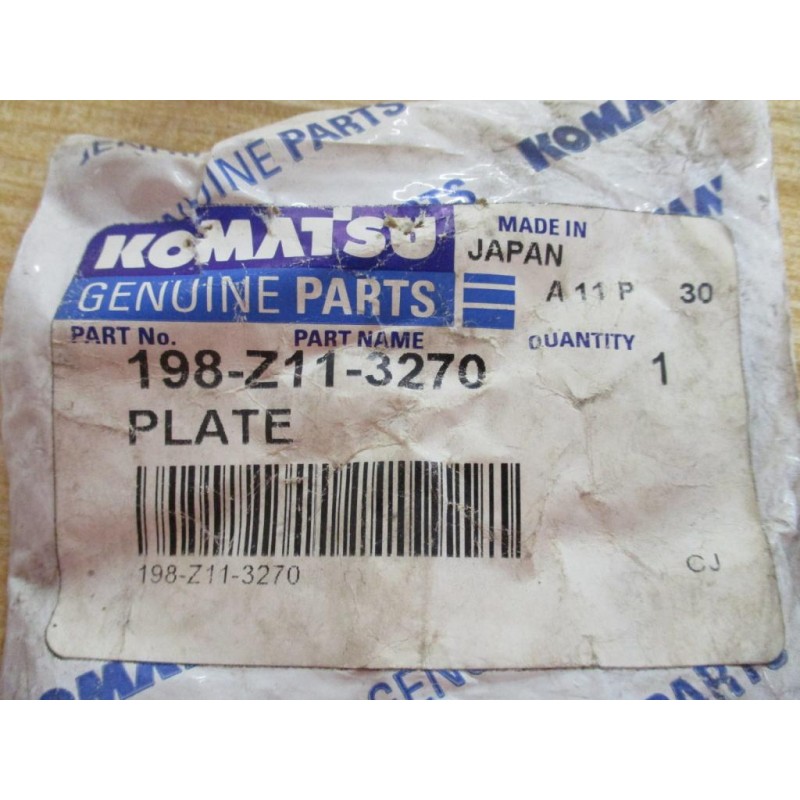 GENUINE PARTS
KOMATSU
PARTS
KOMATSU
GENUINE PARTS
MADE IN
JAPAN
A 11 P 30
PART No. PART NAME QUANTITY
198-Z11-3270 1
PLATE
198-Z11-3270
CJ